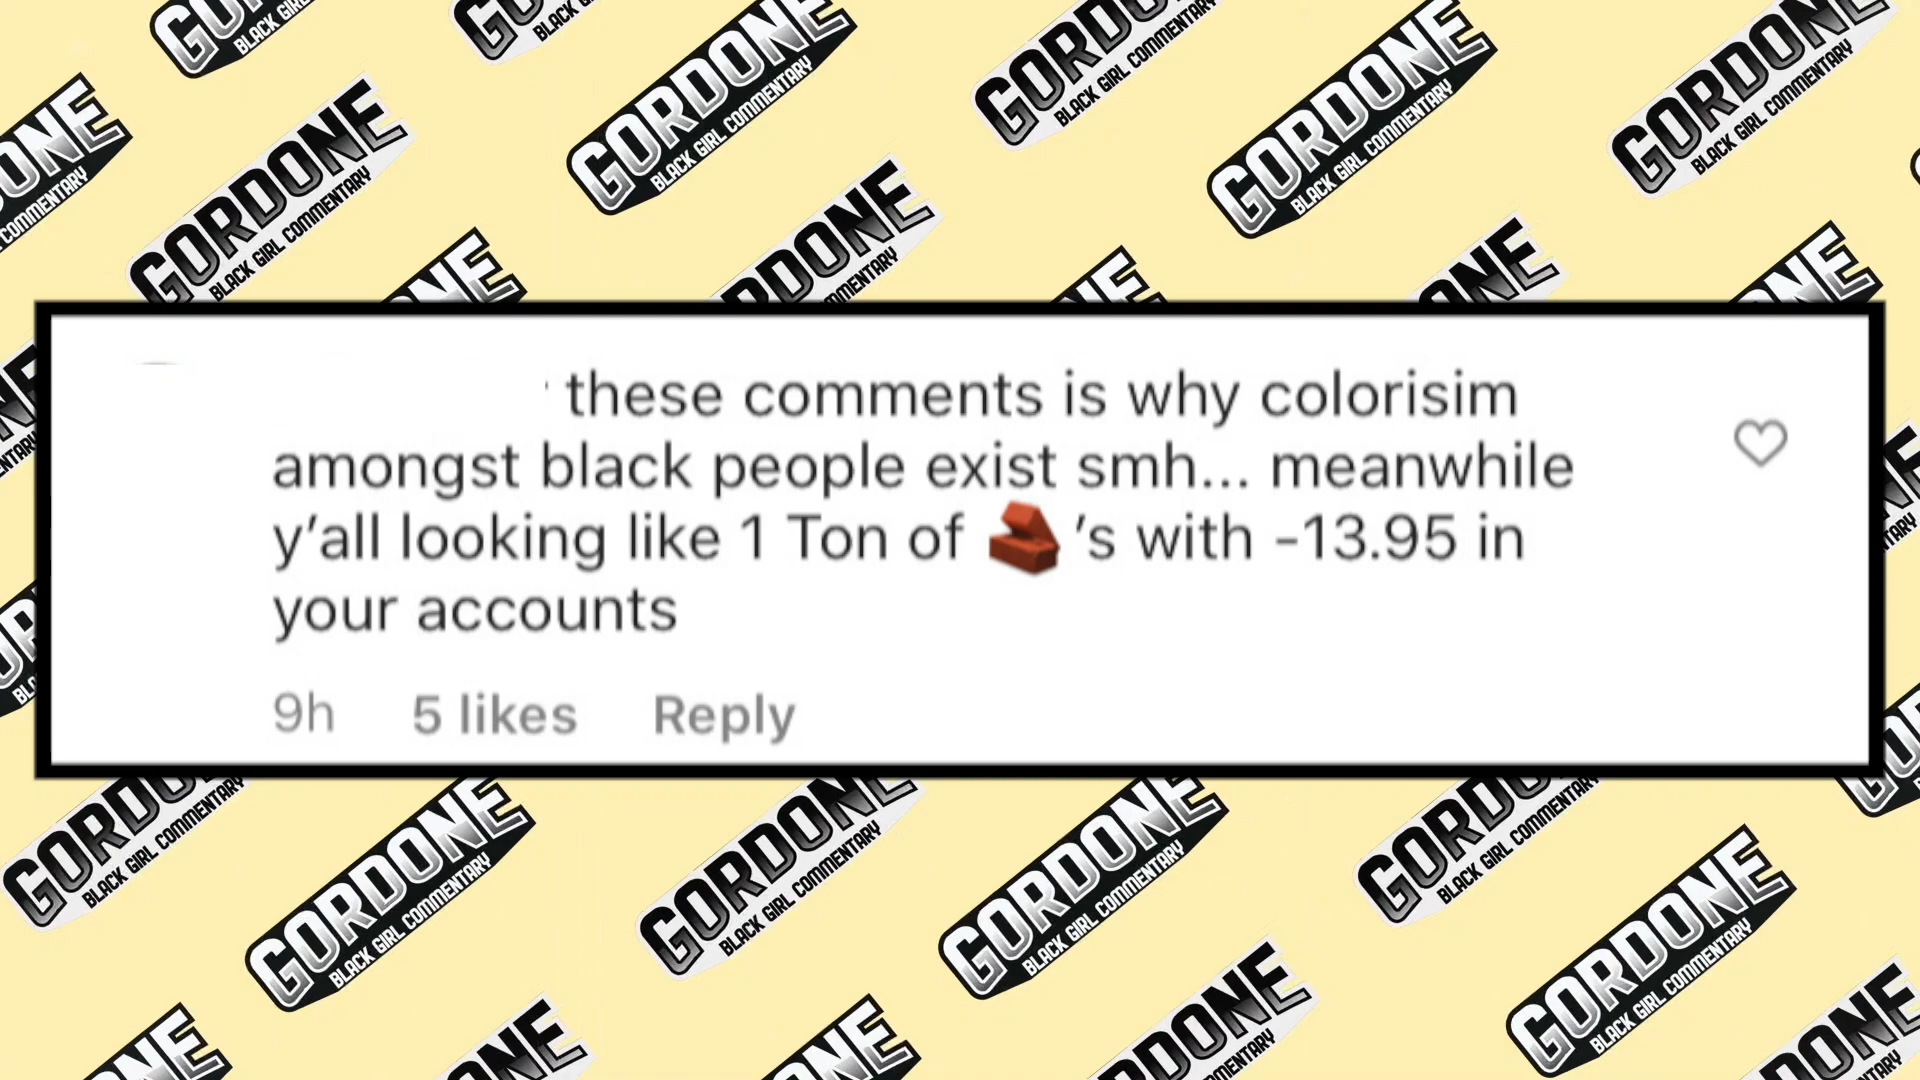 GORDONE
BLACK GIRL COMMENTARY
these comments is why colorisim
amongst black people exist smh... meanwhile
y'all looking like 1 Ton of 🧱's with -13.95 in
your accounts
9h 5 likes Reply